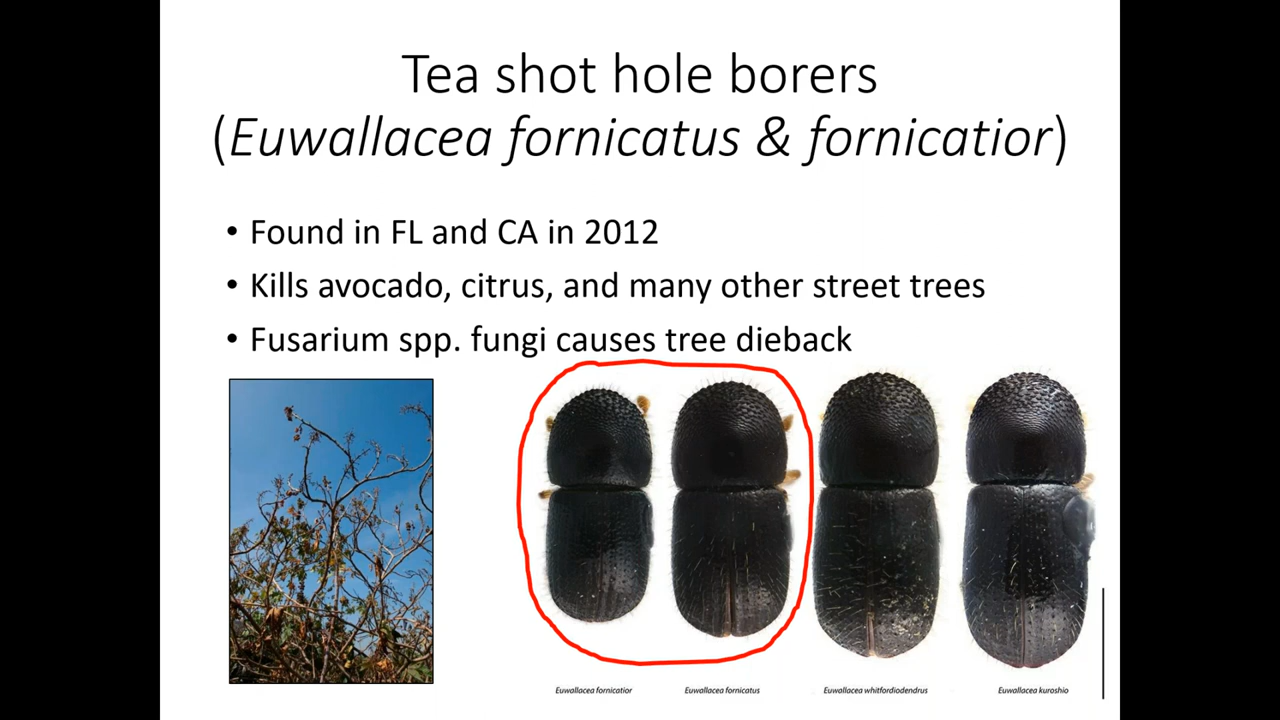 Tea shot hole borers
(Euwallacea fornicatus & fornicatior)
• Found in FL and CA in 2012
• Kills avocado, citrus, and many other street trees
• Fusarium spp. fungi causes tree dieback
Euwallacea fornicatior
Euwallacea fornicatus
Euwallacea whitfordiodendrus
Euwallacea kuroshio